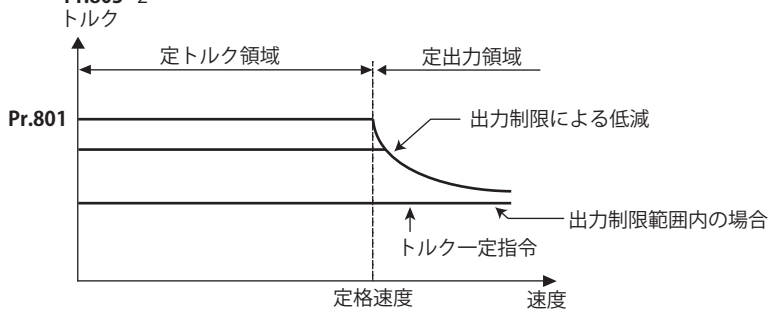 トルク
定トルク領域
定出力領域
Pr.801
出力制限による低減
出力制限範囲内の場合
トルク一定指令
定格速度
速度